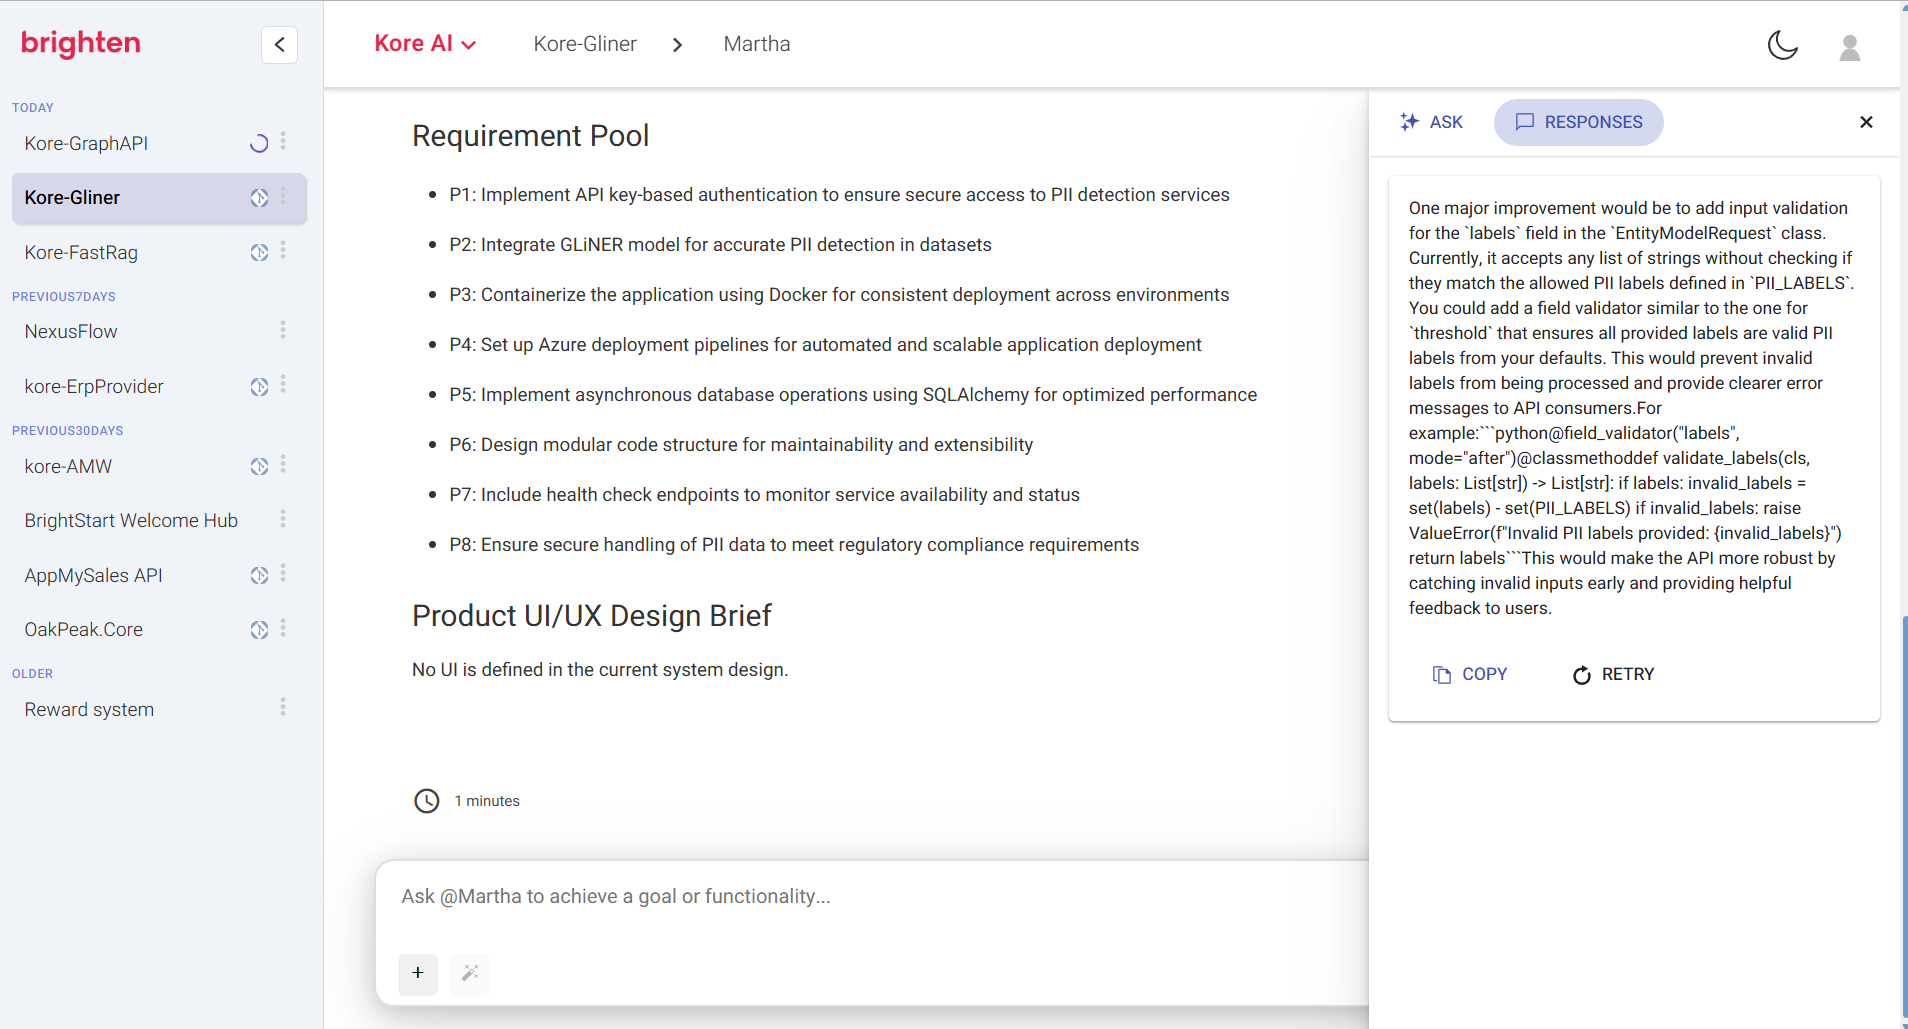 brighten
TODAY
Kore-GraphAPI
Kore-Gliner
Kore-FastRag
PREVIOUS7DAYS
NexusFlow
kore-ErpProvider
PREVIOUS30DAYS
kore-AMW
BrightStart Welcome Hub
AppMySales API
OakPeak.Core
OLDER
Reward system
Kore AI
Kore-Gliner
Martha
Requirement Pool
• P1: Implement API key-based authentication to ensure secure access to PII detection services
• P2: Integrate GLiNER model for accurate PII detection in datasets
• P3: Containerize the application using Docker for consistent deployment across environments
• P4: Set up Azure deployment pipelines for automated and scalable application deployment
• P5: Implement asynchronous database operations using SQLAlchemy for optimized performance
• P6: Design modular code structure for maintainability and extensibility
• P7: Include health check endpoints to monitor service availability and status
• P8: Ensure secure handling of PII data to meet regulatory compliance requirements
Product UI/UX Design Brief
No UI is defined in the current system design.
1 minutes
Ask @Martha to achieve a goal or functionality...
+
ASK
RESPONSES
One major improvement would be to add input validation
for the `labels` field in the `EntityModelRequest` class.
Currently, it accepts any list of strings without checking if
they match the allowed PII labels defined in `PII_LABELS`.
You could add a field validator similar to the one for
`threshold` that ensures all provided labels are valid PII
labels from your defaults. This would prevent invalid
labels from being processed and provide clearer error
messages to API consumers.For
example:```python@field_validator("labels",
mode="after")@classmethoddef validate_labels(cls,
labels: List[str]) -> List[str]: if labels: invalid_labels =
set(labels) - set(PII_LABELS) if invalid_labels: raise
ValueError(f"Invalid PII labels provided: {invalid_labels}")
return labels```This would make the API more robust by
catching invalid inputs early and providing helpful
feedback to users.
COPY
RETRY